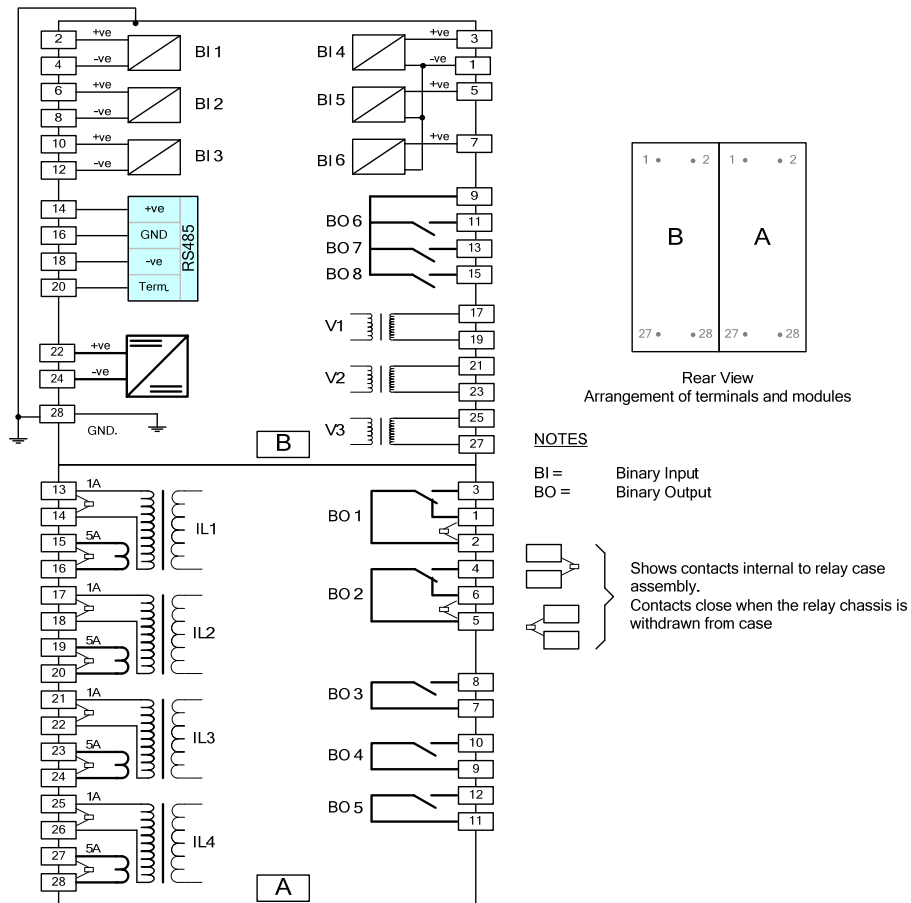 2 +ve BI 1
4 -ve
6 +ve BI 2
8 -ve
10 +ve BI 3
12 -ve
14 +ve
16 GND
18 -ve
20 Term.
RS485
22 +ve
24 -ve
28 GND.
BI 4 +ve 3
-ve 1
BI 5 +ve 5
BI 6 +ve 7
9
BO 6 11
BO 7 13
BO 8 15
V1 17
19
V2 21
23
V3 25
27
B
13 1A
14 IL1
15 5A
16
17 1A
18 IL2
19 5A
20
21 1A
22 IL3
23 5A
24
25 1A
26 IL4
27 5A
28
3
BO 1 1
2
4
BO 2 6
5
BO 3 8
7
BO 4 10
9
BO 5 12
11
A
1 2 1 2
B A
27 28 27 28
Rear View
Arrangement of terminals and modules
NOTES
BI = Binary Input
BO = Binary Output
Shows contacts internal to relay case
assembly.
Contacts close when the relay chassis is
withdrawn from case